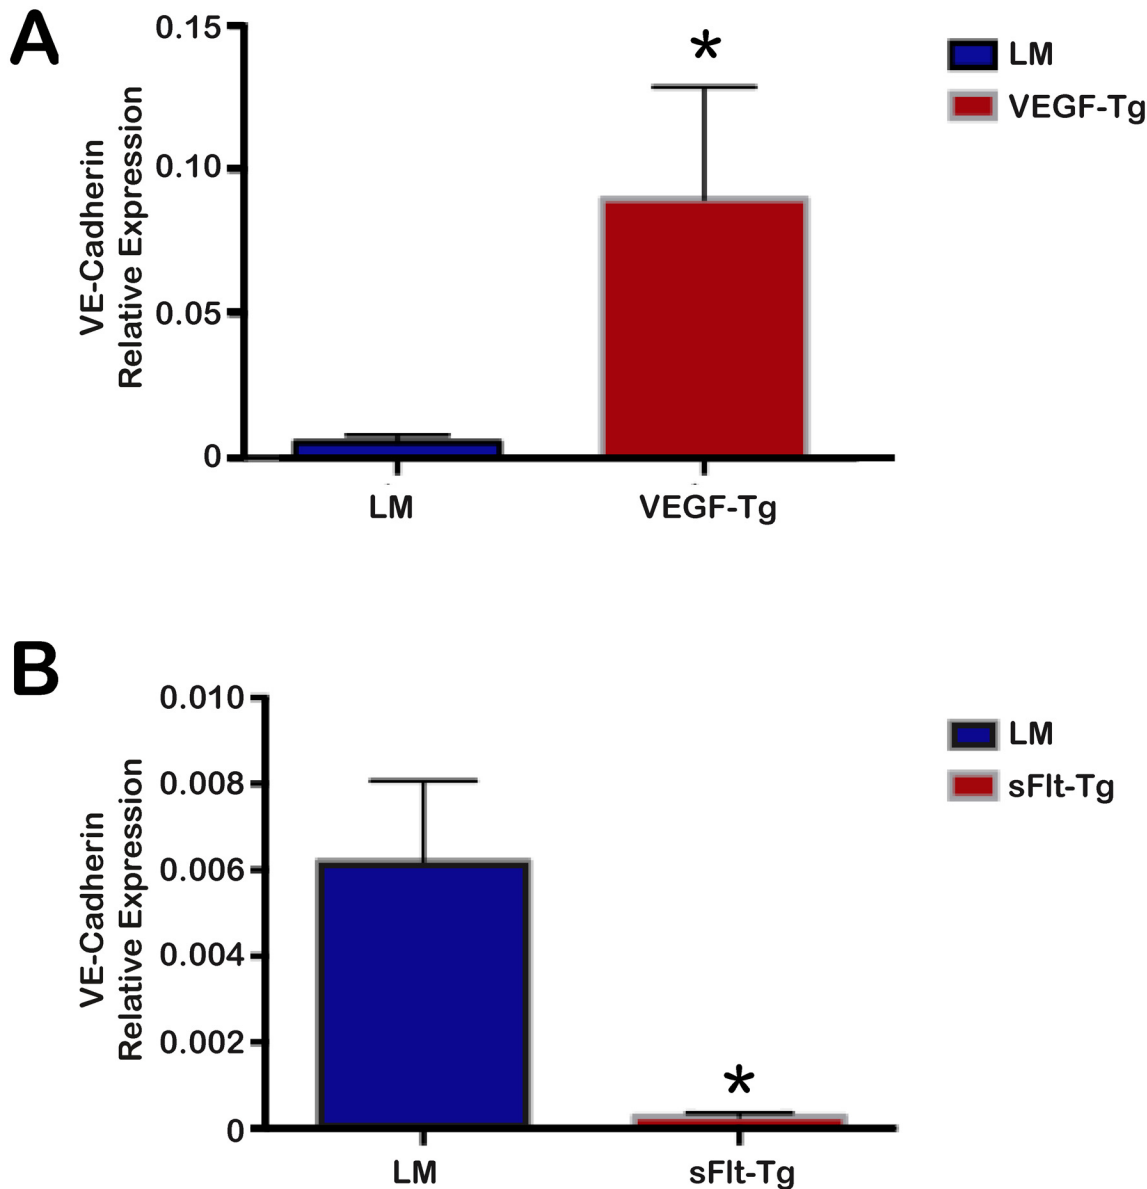 A
VE-Cadherin
Relative Expression
0.15
0.10
0.05
0
*
LM
VEGF-Tg
LM
VEGF-Tg
B
VE-Cadherin
Relative Expression
0.010
0.008
0.006
0.004
0.002
0
*
LM
sFlt-Tg
LM
sFlt-Tg